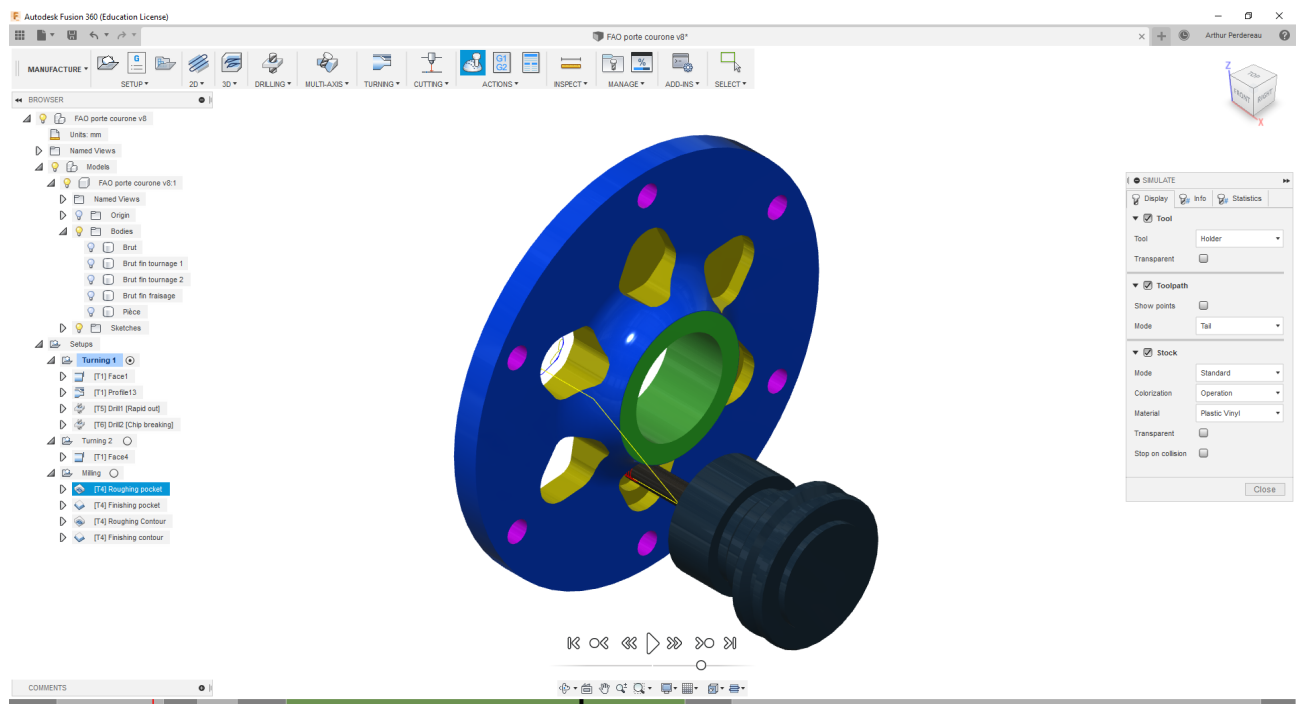 Autodesk Fusion 360 (Education License)
FAO porte courone v8*
Arthur Perdereau
MANUFACTURE
G1
G2
SETUP
2D
3D
DRILLING
MULTI-AXIS
TURNING
CUTTING
ACTIONS
INSPECT
MANAGE
ADD-INS
SELECT
BROWSER
FAO porte courone v8
Units: mm
Named Views
Models
FAO porte courone v8:1
Named Views
Origin
Bodies
Brut
Brut fin tournage 1
Brut fin tournage 2
Brut fin fraisage
Pièce
Sketches
Setups
Turning 1
[T1] Face1
[T1] Profile13
[T5] Drill1 [Rapid out]
[T6] Drill2 [Chip breaking]
Turning 2
[T1] Face4
Milling
[T4] Roughing pocket
[T4] Finishing pocket
[T4] Roughing Contour
[T4] Finishing contour
COMMENTS
Z
TOP
FRONT
RIGHT
X
SIMULATE
Display Info Statistics
Tool
Tool Holder
Transparent
Toolpath
Show points
Mode Tail
Stock
Mode Standard
Colorization Operation
Material Plastic Vinyl
Transparent
Stop on collision
Close